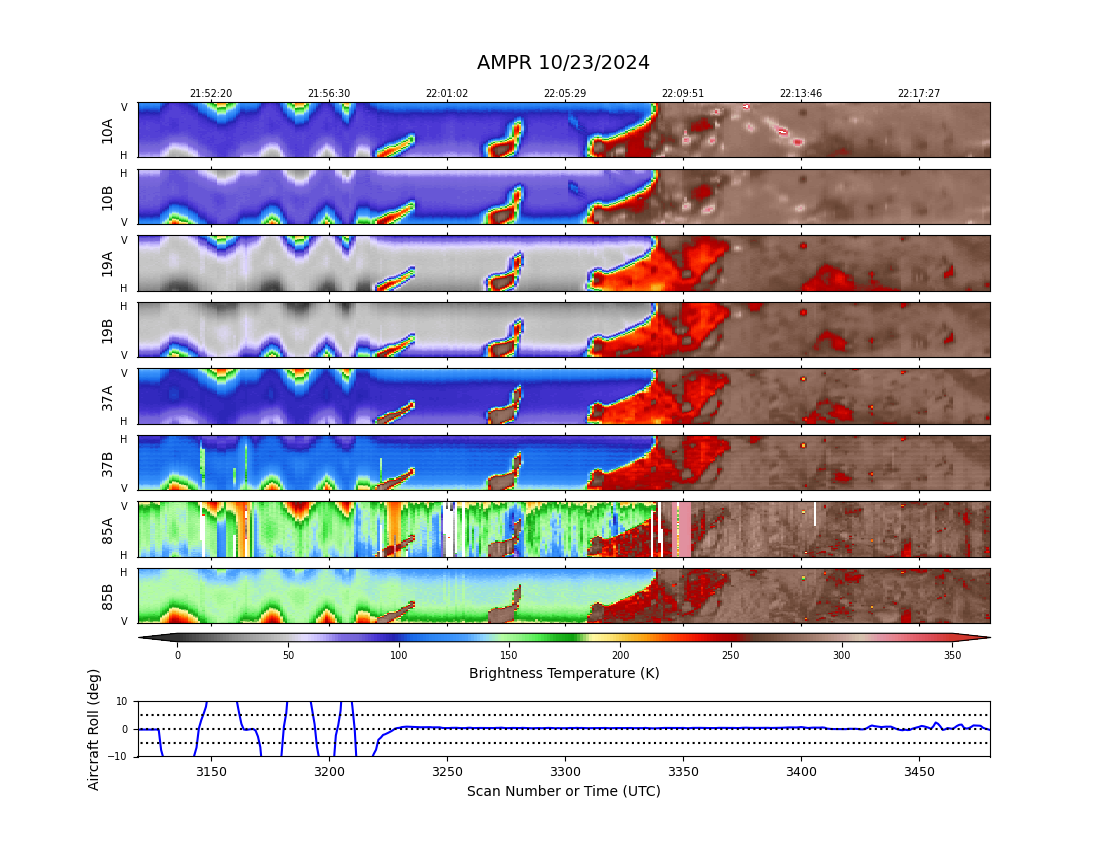 AMPR 10/23/2024
21:52:20 21:56:30 22:01:02 22:05:29 22:09:51 22:13:46 22:17:27
V
10A
H
H
10B
V
V
19A
H
H
19B
V
V
37A
H
H
37B
V
V
85A
H
H
85B
V
0 50 100 150 200 250 300 350
Brightness Temperature (K)
Aircraft Roll (deg)
10
0
−10
3150 3200 3250 3300 3350 3400 3450
Scan Number or Time (UTC)